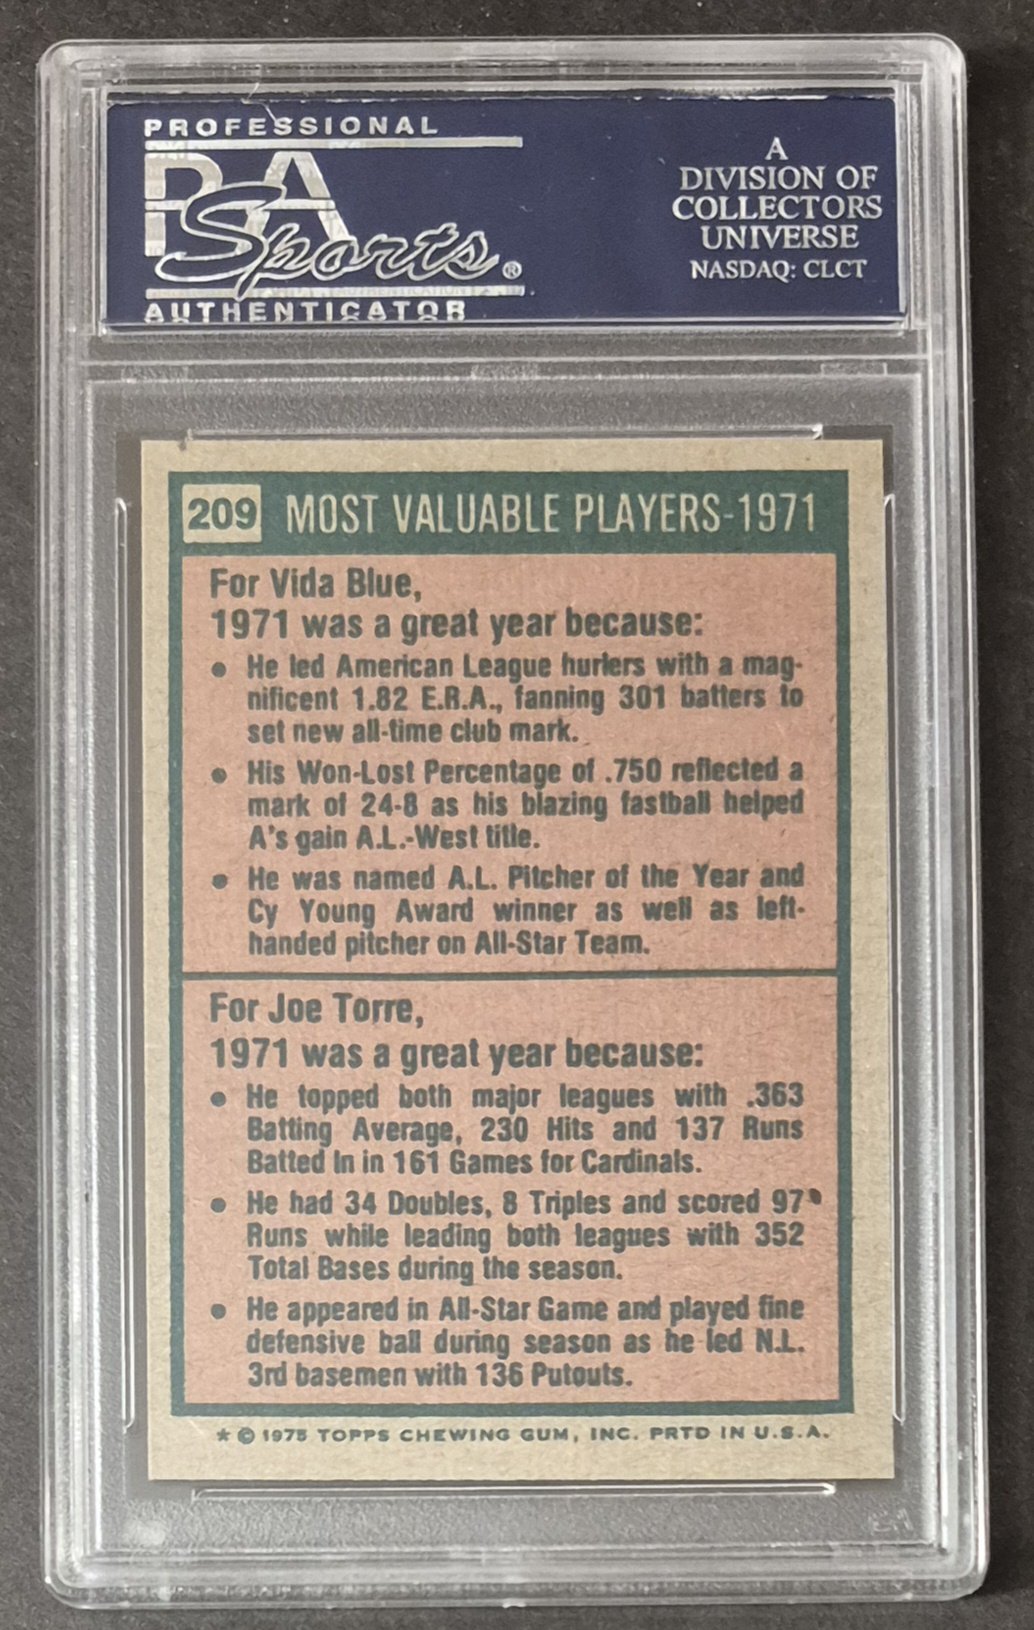 PROFESSIONAL
PSA
Sports®
AUTHENTICATOR
A
DIVISION OF
COLLECTORS
UNIVERSE
NASDAQ: CLCT
209 MOST VALUABLE PLAYERS-1971
For Vida Blue,
1971 was a great year because:
• He led American League hurlers with a mag-
nificent 1.82 E.R.A., fanning 301 batters to
set new all-time club mark.
• His Won-Lost Percentage of .750 reflected a
mark of 24-8 as his blazing fastball helped
A's gain A.L.-West title.
• He was named A.L. Pitcher of the Year and
Cy Young Award winner as well as left-
handed pitcher on All-Star Team.
For Joe Torre,
1971 was a great year because:
• He topped both major leagues with .363
Batting Average, 230 Hits and 137 Runs
Batted In in 161 Games for Cardinals.
• He had 34 Doubles, 8 Triples and scored 97
Runs while leading both leagues with 352
Total Bases during the season.
• He appeared in All-Star Game and played fine
defensive ball during season as he led N.L.
3rd basemen with 136 Putouts.
★ © 1975 TOPPS CHEWING GUM, INC. PRTD IN U.S.A.